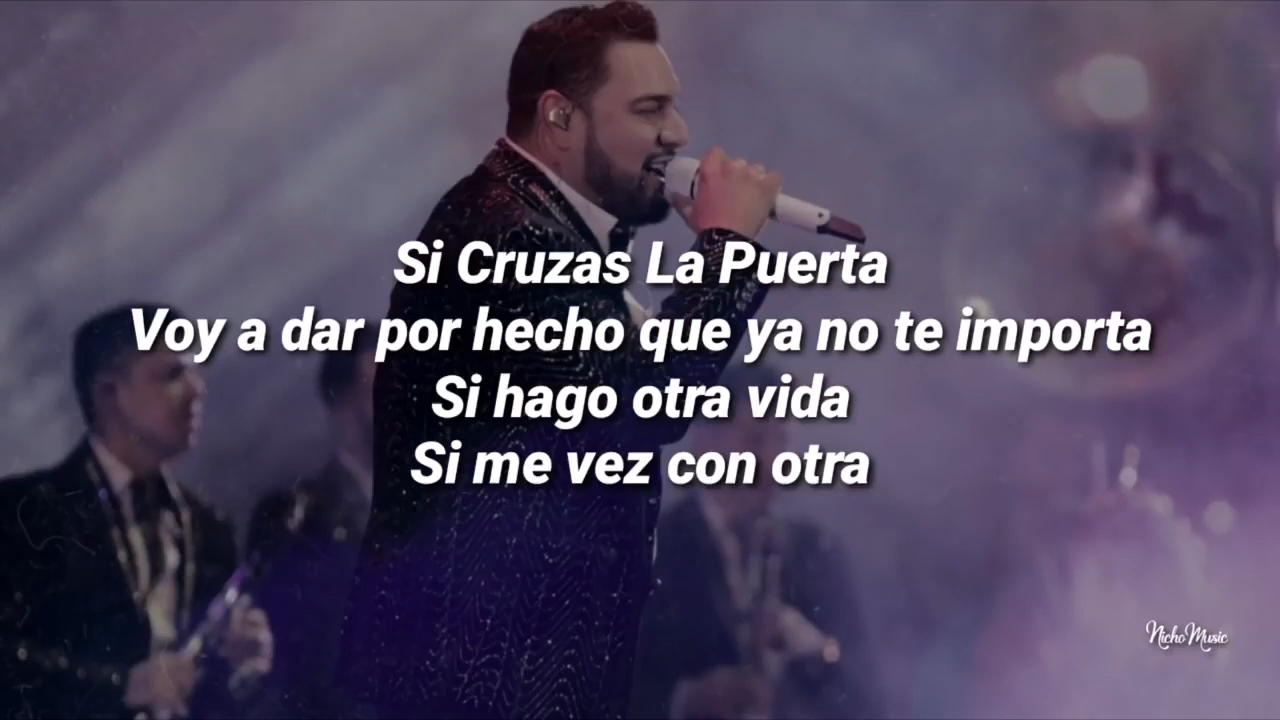 Si Cruzas La Puerta
Voy a dar por hecho que ya no te importa
Si hago otra vida
Si me vez con otra
NichoMusic